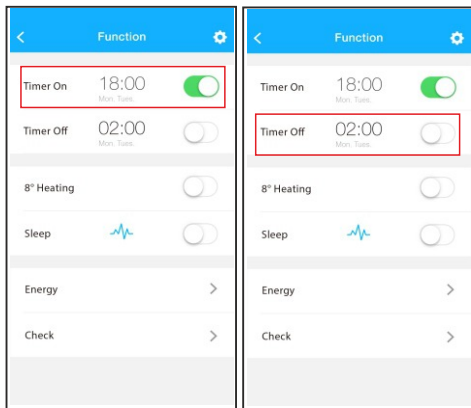 Function
Timer On 18:00
Mon. Tues.
Timer Off 02:00
Mon. Tues.
8° Heating
Sleep
Energy
Check
Function
Timer On 18:00
Mon. Tues.
Timer Off 02:00
Mon. Tues.
8° Heating
Sleep
Energy
Check